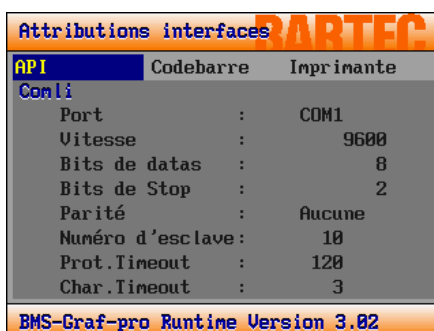 Attributions interfaces BARTEC
API Codebarre Imprimante
Comli
Port : COM1
Vitesse : 9600
Bits de datas : 8
Bits de Stop : 2
Parité : Aucune
Numéro d'esclave: 10
Prot.Timeout : 120
Char.Timeout : 3
BMS-Graf-pro Runtime Version 3.02